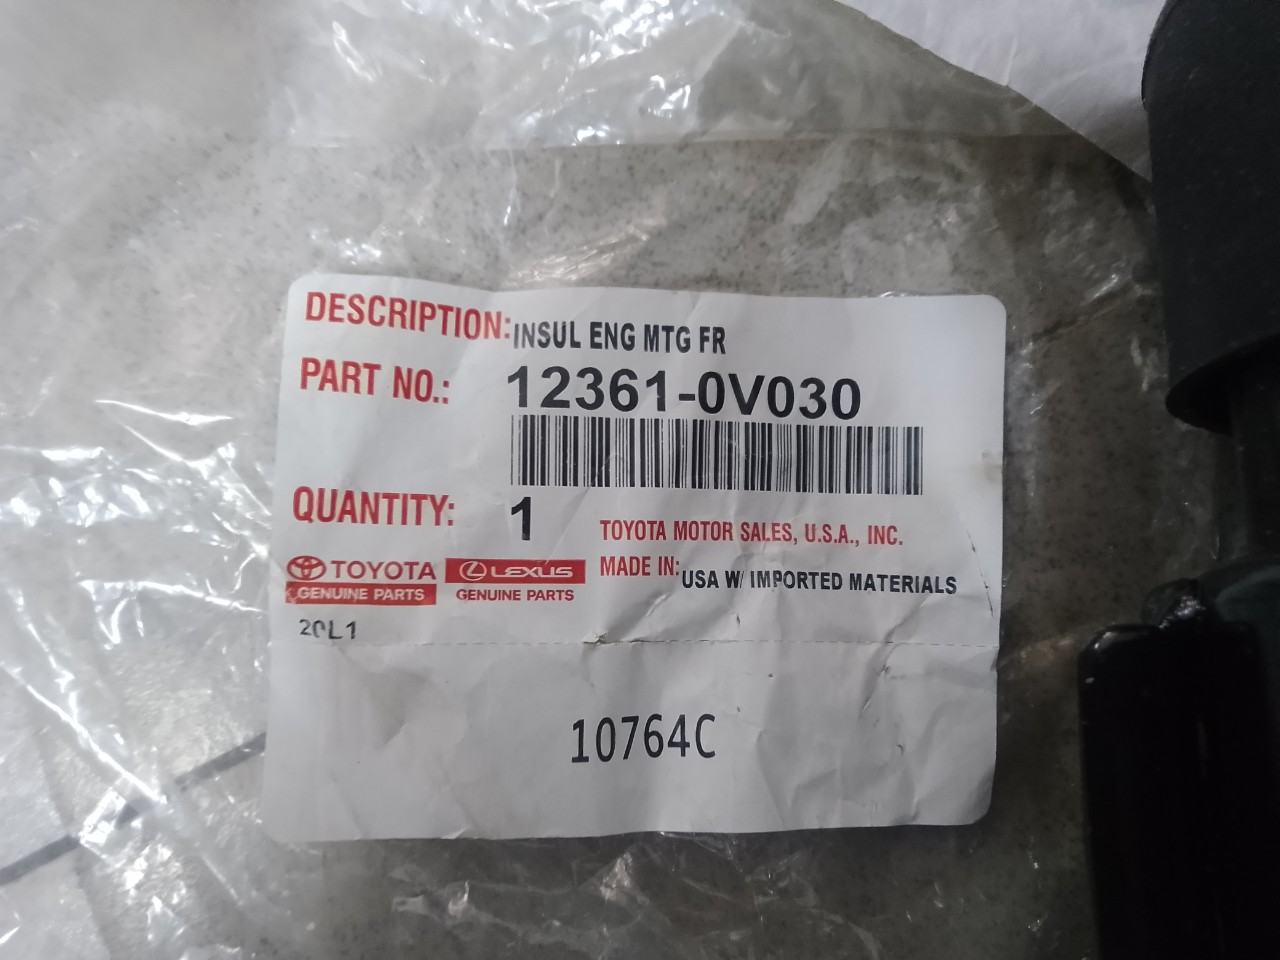 DESCRIPTION: INSUL ENG MTG FR
PART NO.: 12361-0V030
QUANTITY: 1
TOYOTA MOTOR SALES, U.S.A., INC.
TOYOTA
GENUINE PARTS
LEXUS
GENUINE PARTS
MADE IN: USA W/ IMPORTED MATERIALS
10764C